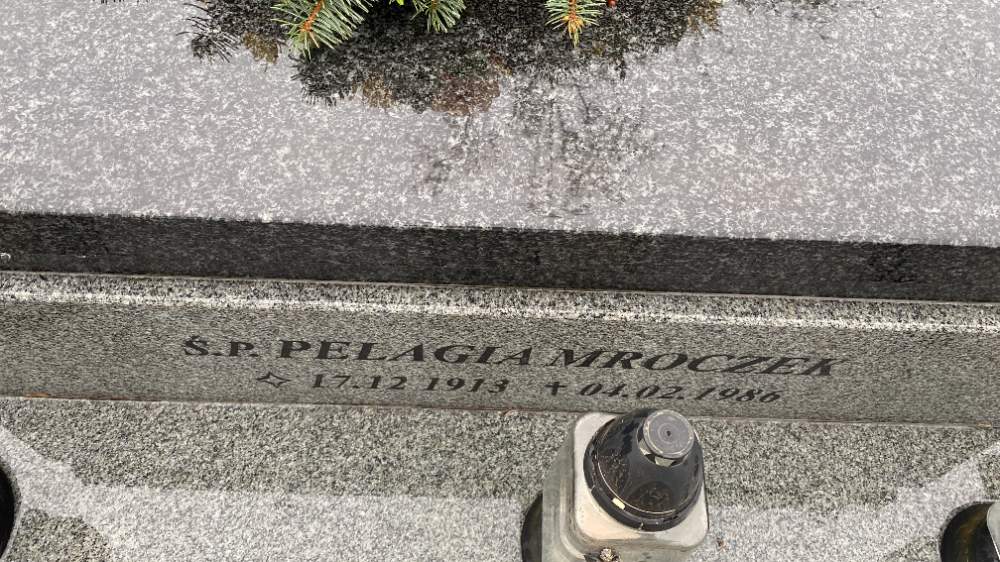 Ś.P. PELAGIA MROCZEK
✧ 17.12 1913 ✝ 04.02.1986